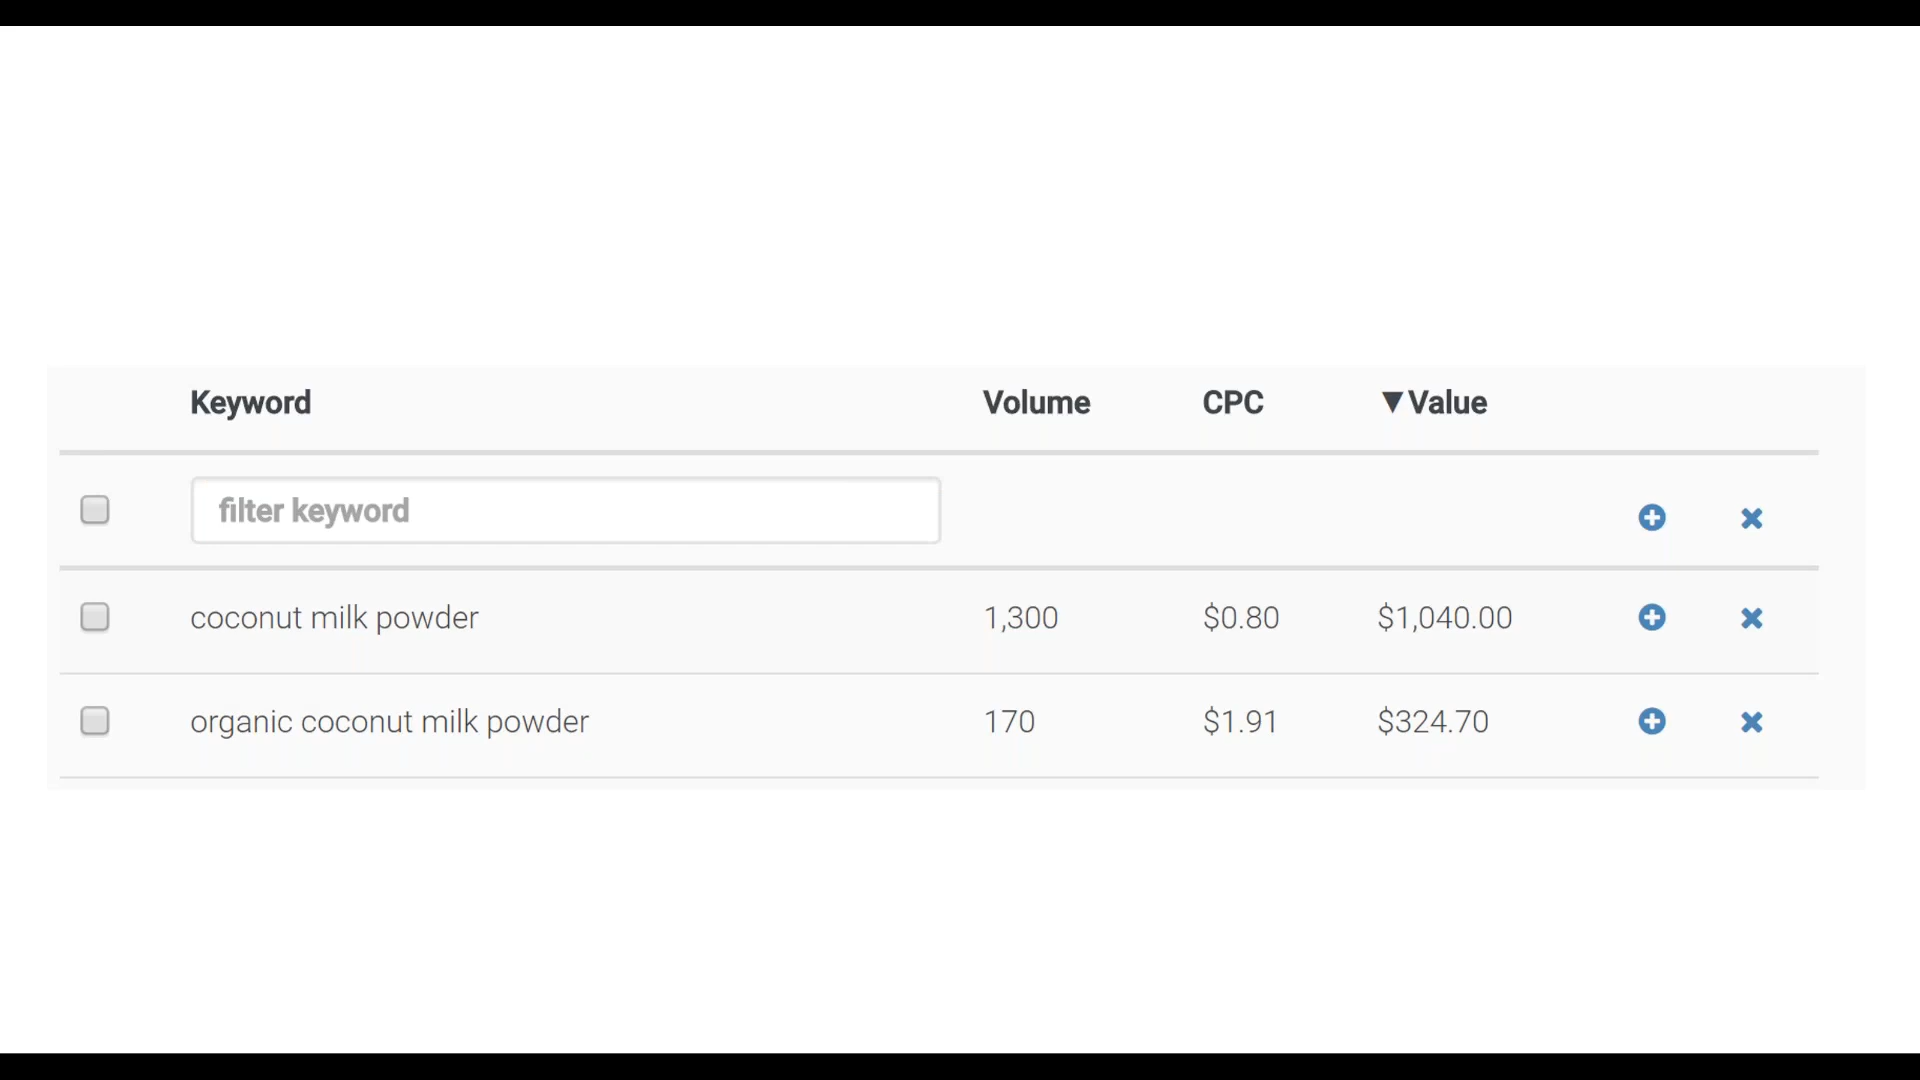 Keyword Volume CPC ▼Value
filter keyword
coconut milk powder 1,300 $0.80 $1,040.00
organic coconut milk powder 170 $1.91 $324.70